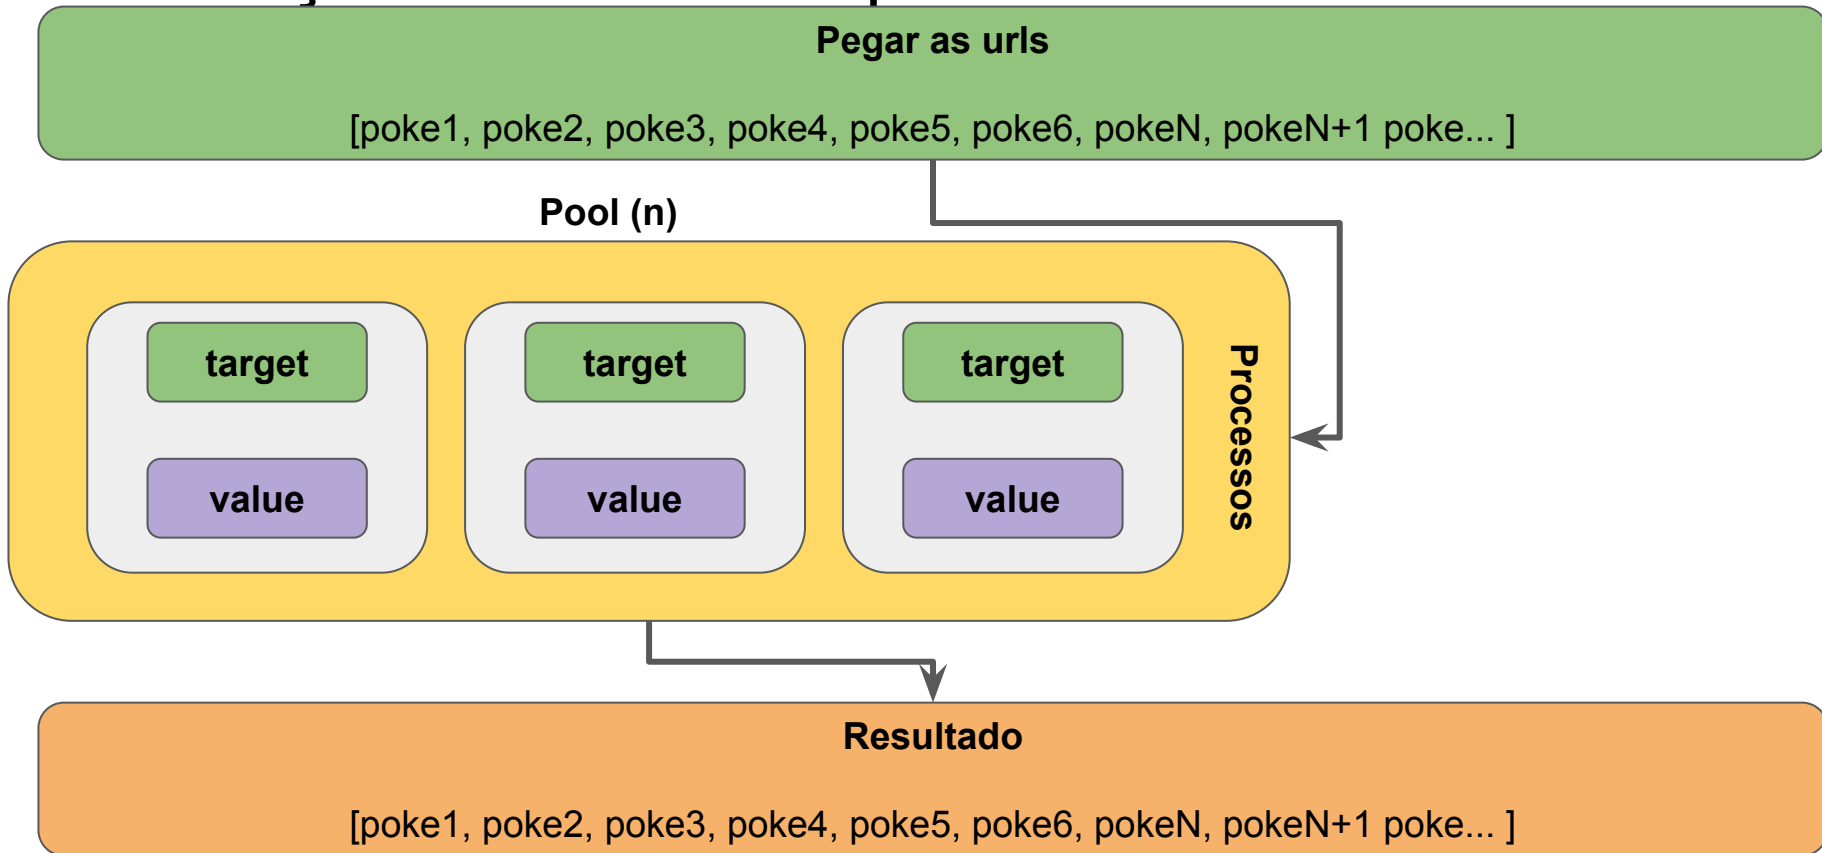 Pegar as urls
[poke1, poke2, poke3, poke4, poke5, poke6, pokeN, pokeN+1 poke... ]
Pool (n)
target
target
target
value
value
value
Processos
Resultado
[poke1, poke2, poke3, poke4, poke5, poke6, pokeN, pokeN+1 poke... ]